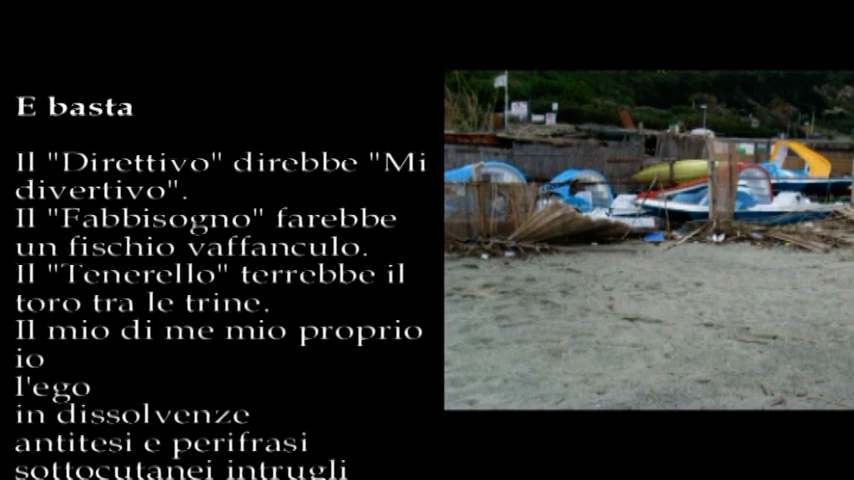 E basta
Il "Direttivo" direbbe "Mi
divertivo".
Il "Fabbisogno" farebbe
un fischio vaffanculo.
Il "Tenerello" terrebbe il
toro tra le trine.
Il mio di me mio proprio
io
l'ego
in dissolvenze
antitesi e perifrasi
sottocutanei intrugli